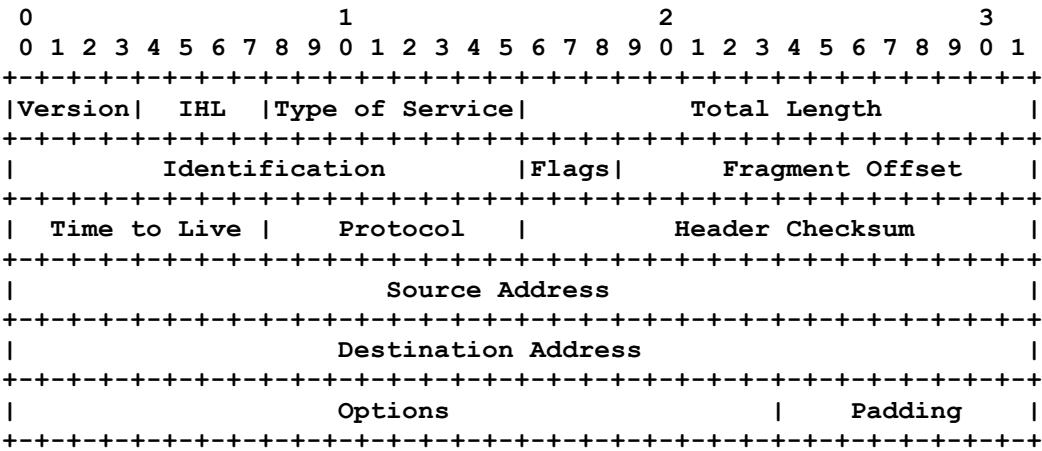 0                   1                   2                   3
 0 1 2 3 4 5 6 7 8 9 0 1 2 3 4 5 6 7 8 9 0 1 2 3 4 5 6 7 8 9 0 1
+-+-+-+-+-+-+-+-+-+-+-+-+-+-+-+-+-+-+-+-+-+-+-+-+-+-+-+-+-+-+-+-+
|Version|  IHL  |Type of Service|          Total Length         |
+-+-+-+-+-+-+-+-+-+-+-+-+-+-+-+-+-+-+-+-+-+-+-+-+-+-+-+-+-+-+-+-+
|         Identification        |Flags|      Fragment Offset    |
+-+-+-+-+-+-+-+-+-+-+-+-+-+-+-+-+-+-+-+-+-+-+-+-+-+-+-+-+-+-+-+-+
|  Time to Live |    Protocol   |         Header Checksum       |
+-+-+-+-+-+-+-+-+-+-+-+-+-+-+-+-+-+-+-+-+-+-+-+-+-+-+-+-+-+-+-+-+
|                       Source Address                          |
+-+-+-+-+-+-+-+-+-+-+-+-+-+-+-+-+-+-+-+-+-+-+-+-+-+-+-+-+-+-+-+-+
|                    Destination Address                        |
+-+-+-+-+-+-+-+-+-+-+-+-+-+-+-+-+-+-+-+-+-+-+-+-+-+-+-+-+-+-+-+-+
|                    Options                    |    Padding    |
+-+-+-+-+-+-+-+-+-+-+-+-+-+-+-+-+-+-+-+-+-+-+-+-+-+-+-+-+-+-+-+-+